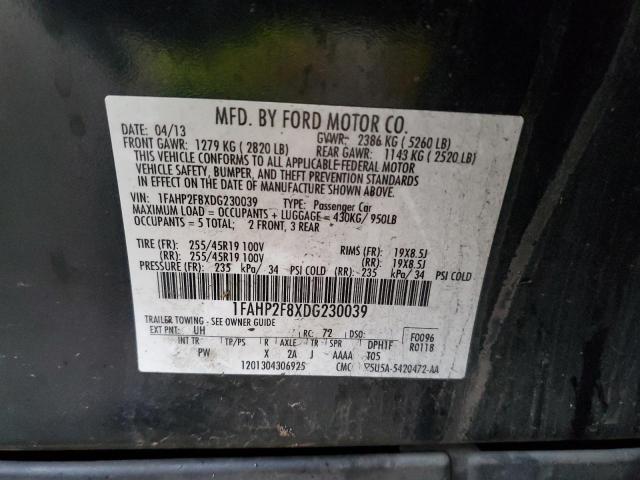 MFD. BY FORD MOTOR CO.
DATE: 04/13 GVWR: 2386 KG ( 5260 LB)
FRONT GAWR: 1279 KG ( 2820 LB) REAR GAWR: 1143 KG ( 2520 LB)
THIS VEHICLE CONFORMS TO ALL APPLICABLE FEDERAL MOTOR
VEHICLE SAFETY, BUMPER, AND THEFT PREVENTION STANDARDS
IN EFFECT ON THE DATE OF MANUFACTURE SHOWN ABOVE.
VIN: 1FAHP2F8XDG230039 TYPE: Passenger Car
MAXIMUM LOAD = OCCUPANTS + LUGGAGE = 430KG/ 950LB
OCCUPANTS = 5 TOTAL; 2 FRONT, 3 REAR
TIRE (FR): 255/45R19 100V RIMS (FR): 19X8.5J
(RR): 255/45R19 100V (RR): 19X8.5J
PRESSURE (FR): 235 kPa/ 34 PSI COLD (RR): 235 kPa/ 34 PSI COLD
1FAHP2F8XDG230039
TRAILER TOWING - SEE OWNER GUIDE
EXT PNT: UH RC: 72 DSO: F0096
R0118
INT TR TP/PS R AXLE TR SPR DPH1F
PW X 2A J AAAA T05
1201304306925 CMC 5U5A-5420472-AA